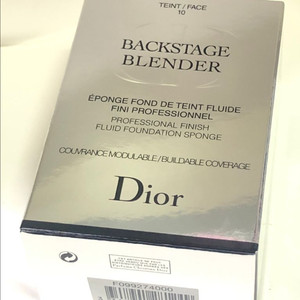 TEINT / FACE
10
BACKSTAGE
BLENDER
ÉPONGE FOND DE TEINT FLUIDE
FINI PROFESSIONNEL
PROFESSIONAL FINISH
FLUID FOUNDATION SPONGE
COUVRANCE MODULABLE / BUILDABLE COVERAGE
Dior
F099274000